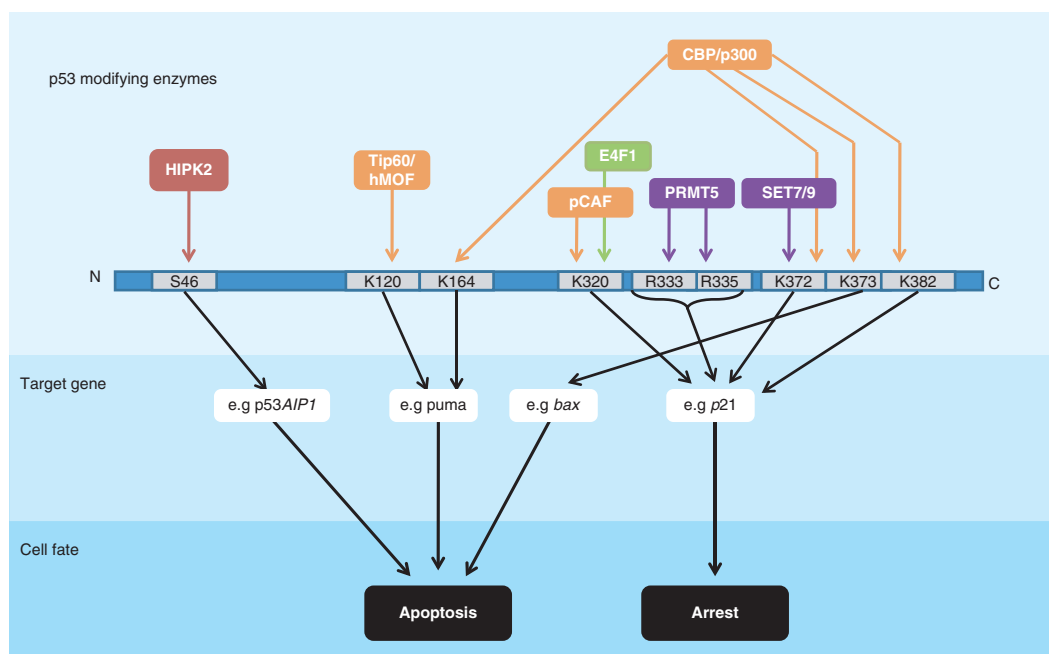 CBP/p300
p53 modifying enzymes
E4F1
HIPK2
Tip60/
hMOF
pCAF
PRMT5
SET7/9
N
S46
K120
K164
K320
R333
R335
K372
K373
K382
C
Target gene
e.g p53AIP1
e.g puma
e.g bax
e.g p21
Cell fate
Apoptosis
Arrest